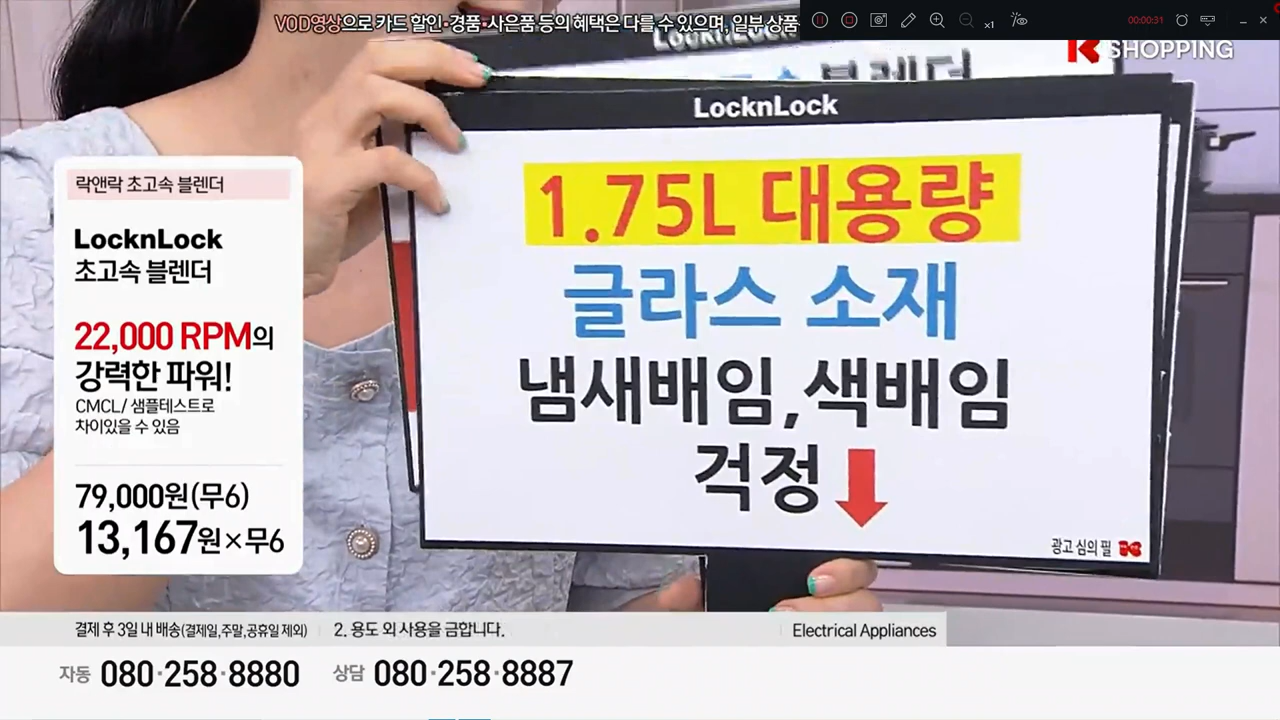 VOD영상으로 카드 할인·경품·사은품 등의 혜택은 다를 수 있으며, 일부 상품
x1
00:00:31
K SHOPPING
블렌더
LocknLock
1.75L 대용량
글라스 소재
냄새배임,색배임
걱정
광고 심의 필
락앤락 초고속 블렌더
LocknLock
초고속 블렌더
22,000 RPM의
강력한 파워!
CMCL/ 샘플테스트로
차이있을 수 있음
79,000원(무6)
13,167원×무6
결제 후 3일 내 배송(결제일,주말,공휴일 제외)
2. 용도 외 사용을 금합니다.
Electrical Appliances
자동 080·258·8880
상담 080·258·8887